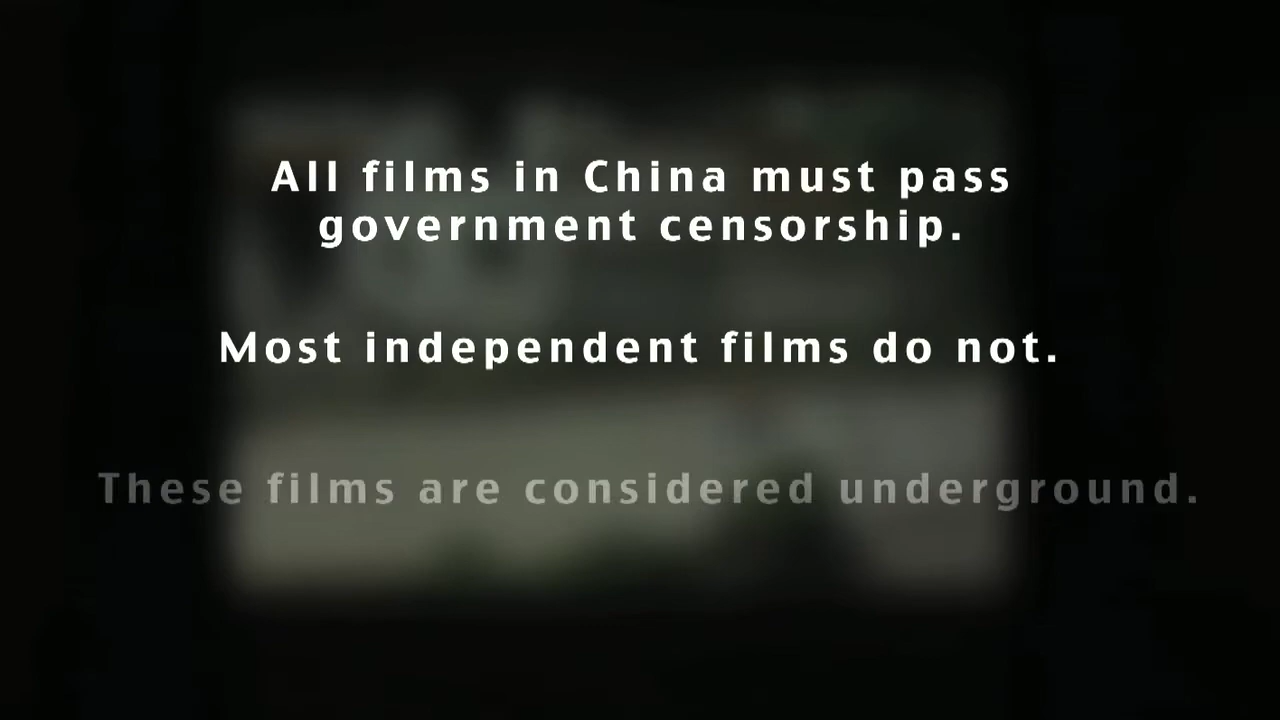 All films in China must pass
government censorship.
Most independent films do not.
These films are considered underground.